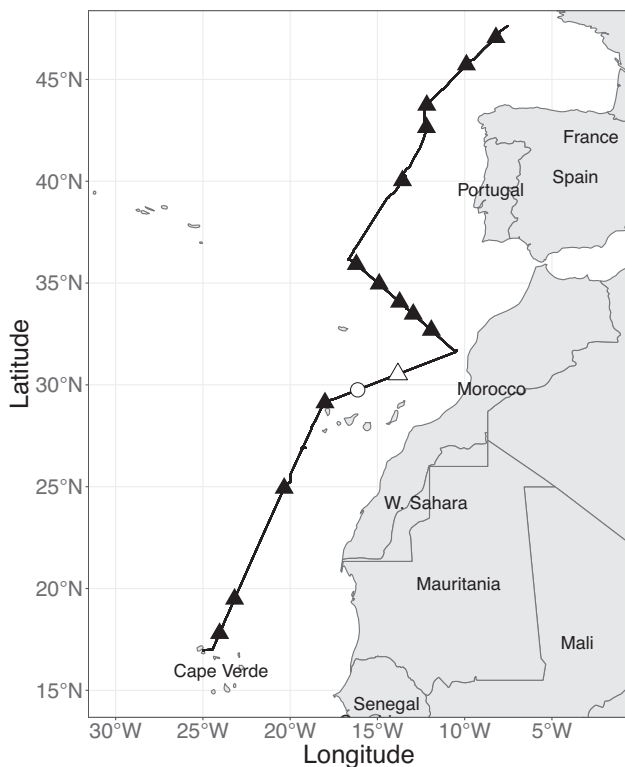 45°N
40°N
35°N
30°N
25°N
20°N
15°N
Latitude
France
Spain
Portugal
Morocco
W. Sahara
Mauritania
Mali
Cape Verde
Senegal
30°W
25°W
20°W
15°W
10°W
5°W
Longitude